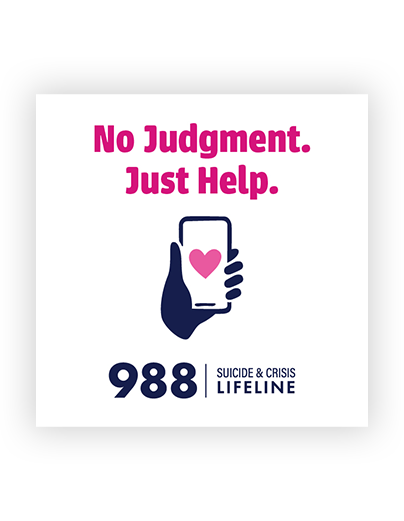 No Judgment.
Just Help.
988
SUICIDE & CRISIS
LIFELINE